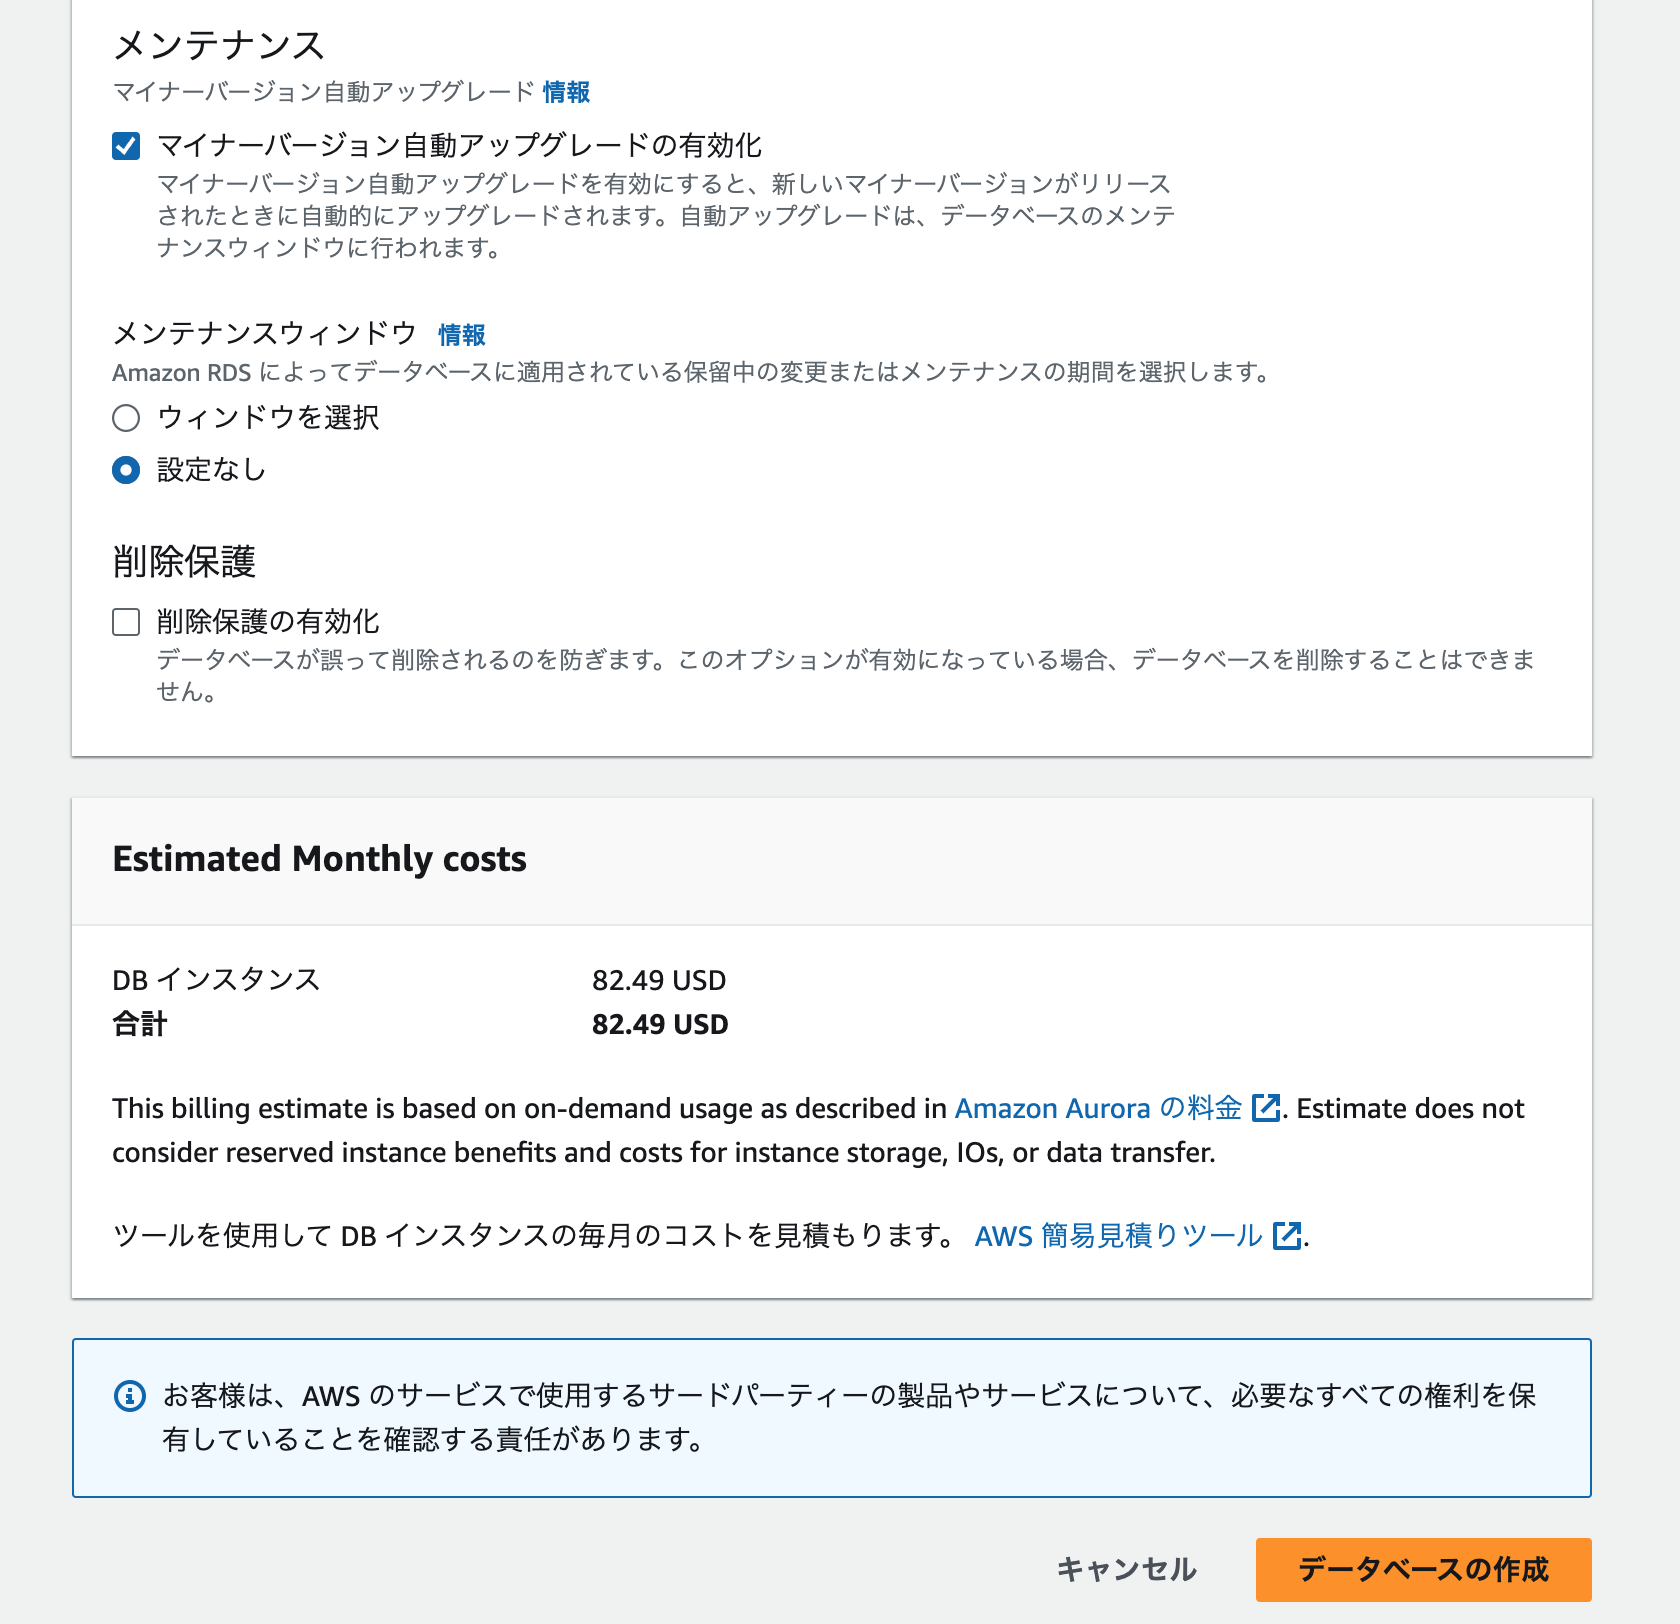 メンテナンス
マイナーバージョン自動アップグレード 情報
マイナーバージョン自動アップグレードの有効化
マイナーバージョン自動アップグレードを有効にすると、新しいマイナーバージョンがリリース
されたときに自動的にアップグレードされます。自動アップグレードは、データベースのメンテ
ナンスウィンドウに行われます。
メンテナンスウィンドウ 情報
Amazon RDS によってデータベースに適用されている保留中の変更またはメンテナンスの期間を選択します。
ウィンドウを選択
設定なし
削除保護
削除保護の有効化
データベースが誤って削除されるのを防ぎます。このオプションが有効になっている場合、データベースを削除することはできま
せん。
Estimated Monthly costs
DB インスタンス 82.49 USD
合計 82.49 USD
This billing estimate is based on on-demand usage as described in Amazon Aurora の料金. Estimate does not
consider reserved instance benefits and costs for instance storage, IOs, or data transfer.
ツールを使用して DB インスタンスの毎月のコストを見積もります。 AWS 簡易見積りツール.
お客様は、AWS のサービスで使用するサードパーティーの製品やサービスについて、必要なすべての権利を保
有していることを確認する責任があります。
キャンセル データベースの作成